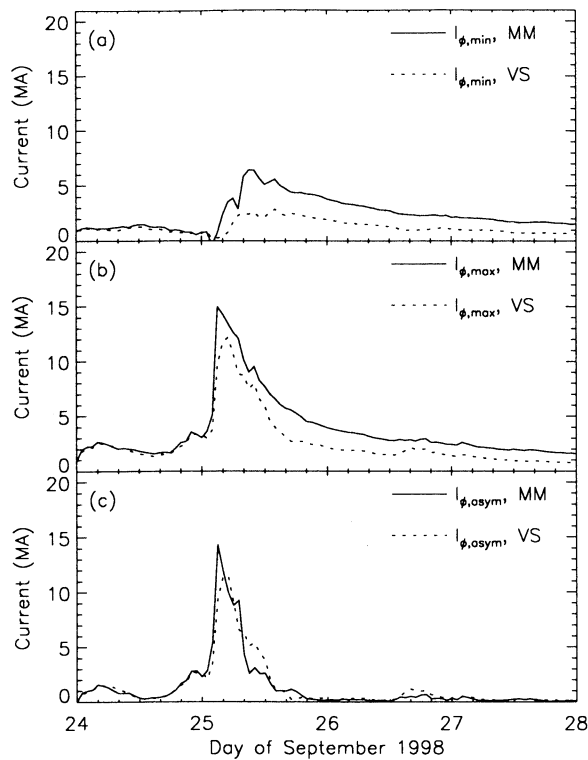 (a)
I_φ,min, MM
I_φ,min, VS
Current (MA)
20
15
10
5
0
(b)
I_φ,max, MM
I_φ,max, VS
Current (MA)
20
15
10
5
0
(c)
I_φ,asym, MM
I_φ,asym, VS
Current (MA)
20
15
10
5
0
24 25 26 27 28
Day of September 1998